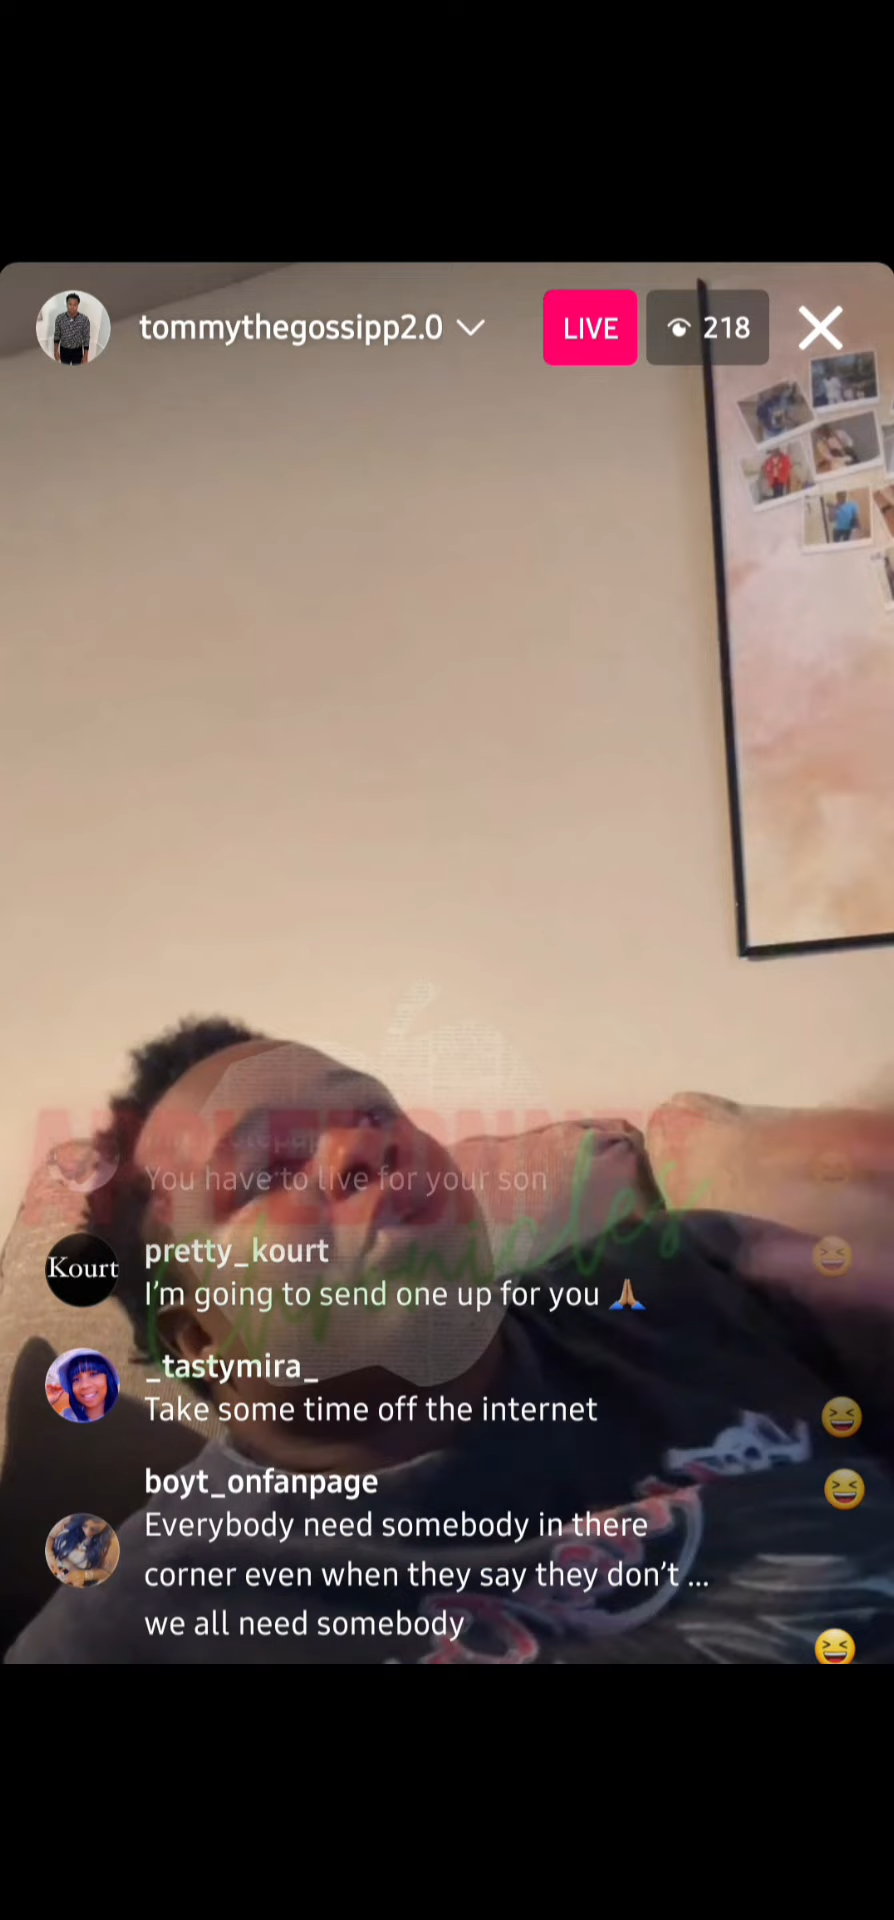 tommythegossipp2.0
LIVE
218
You have to live for your son
Kourt
pretty_kourt
I'm going to send one up for you 🙏🏽
_tastymira_
Take some time off the internet
boyt_onfanpage
Everybody need somebody in there
corner even when they say they don't ...
we all need somebody
APPLEBONNES
Chronicles